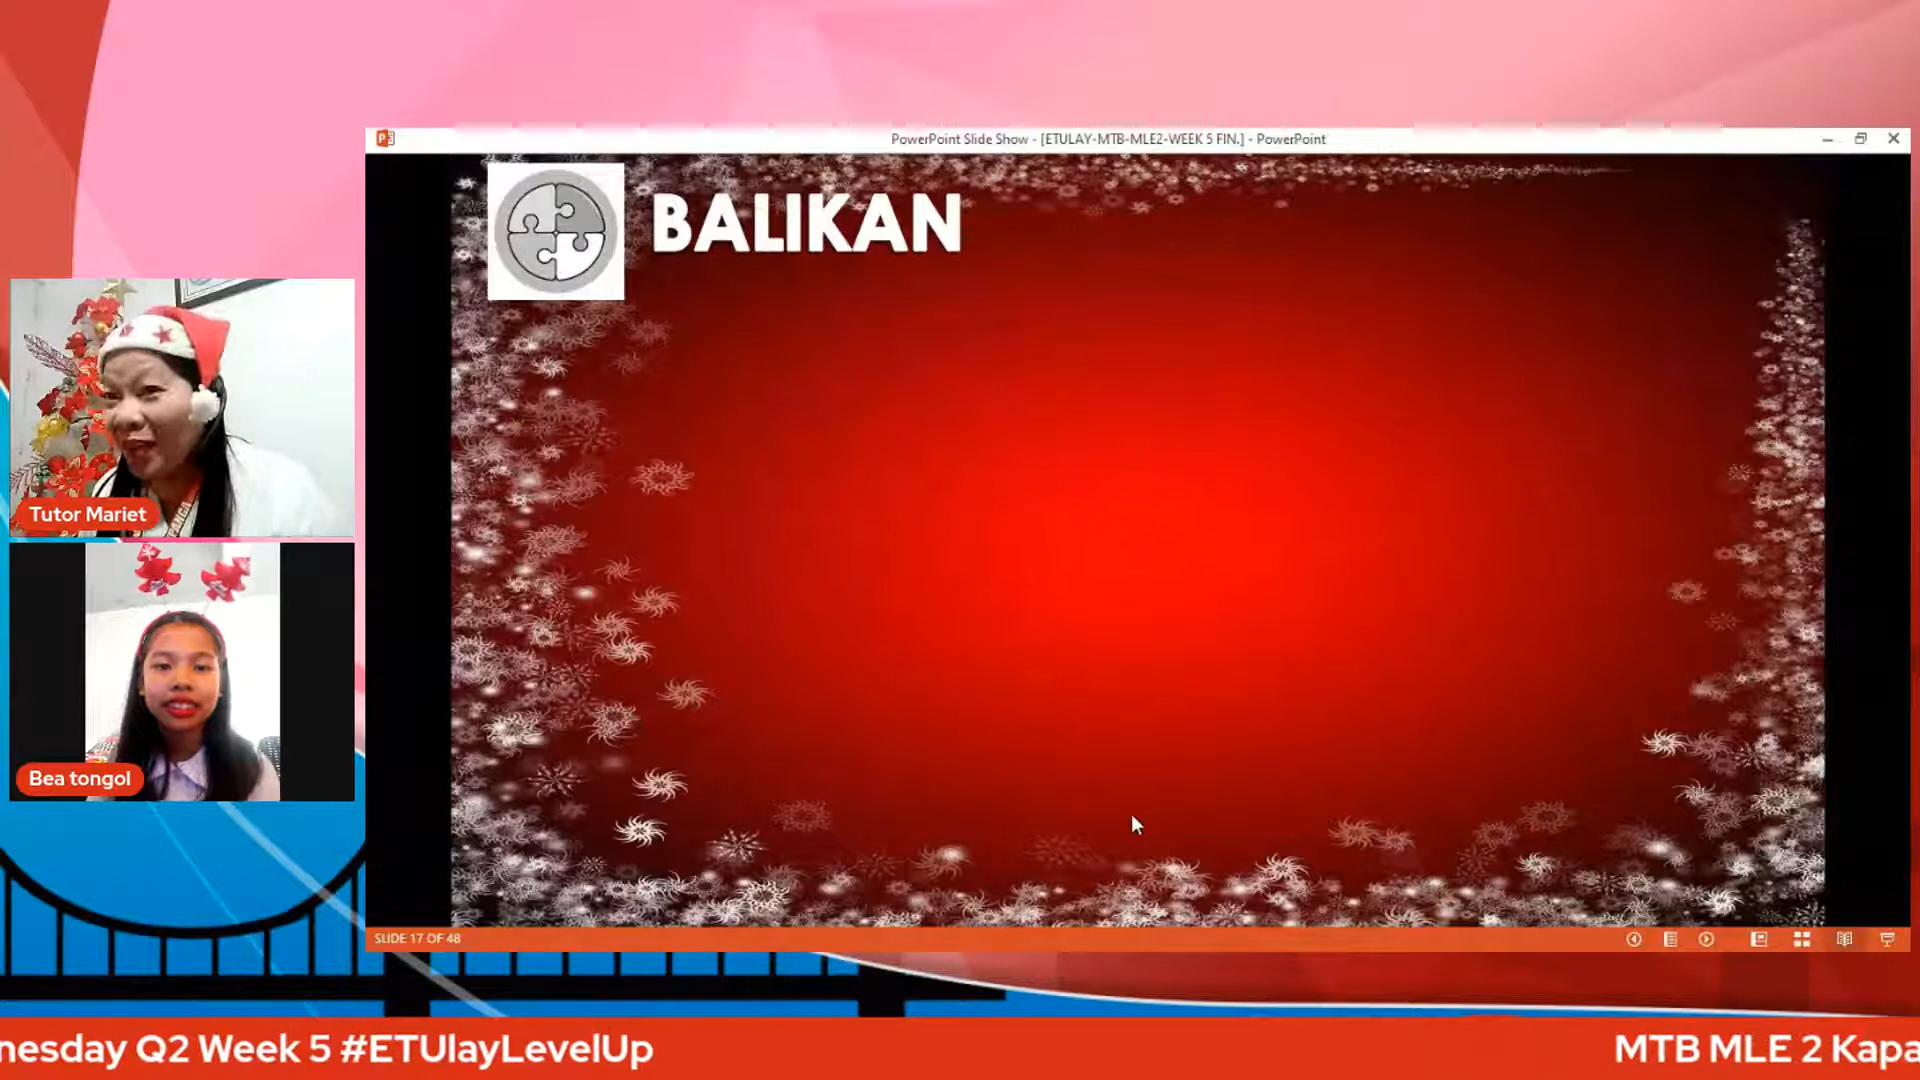 PowerPoint Slide Show - [ETULAY-MTB-MLE2-WEEK 5 FIN.] - PowerPoint
BALIKAN
Tutor Mariet
Bea tongol
SLIDE 17 OF 48
nesday Q2 Week 5 #ETUlayLevelUp
MTB MLE 2 Kapa